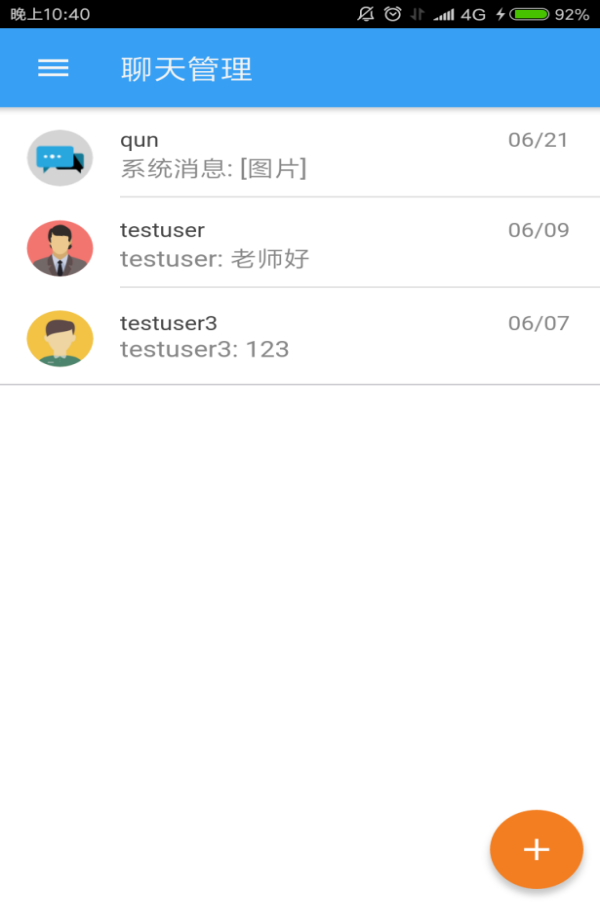 晚上10:40 4G 92%
聊天管理
qun 06/21
系统消息: [图片]
testuser 06/09
testuser: 老师好
testuser3 06/07
testuser3: 123